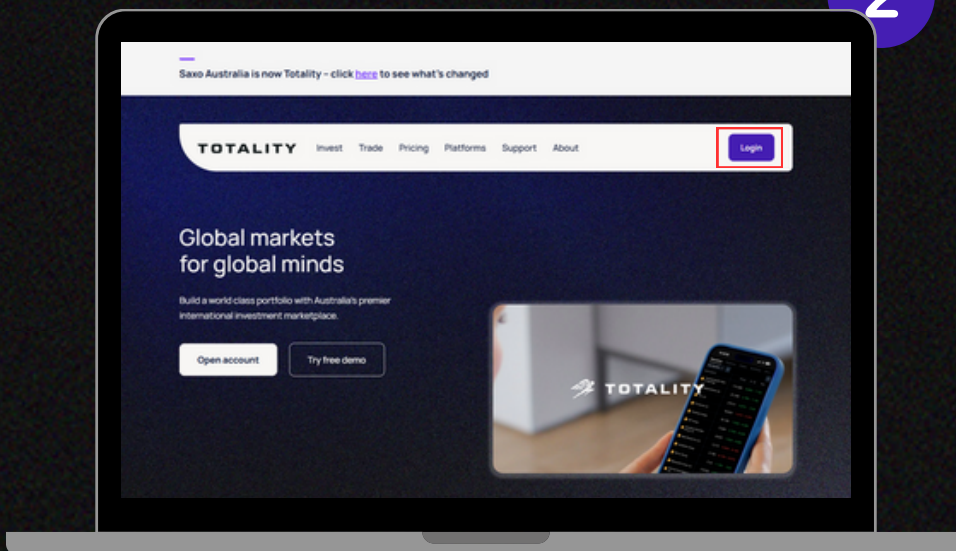 2
Saxo Australia is now Totality – click here to see what's changed
TOTALITY Invest Trade Pricing Platforms Support About Login
Global markets
for global minds
Build a world class portfolio with Australia's premier
international investment marketplace.
Open account Try free demo
TOTALITY